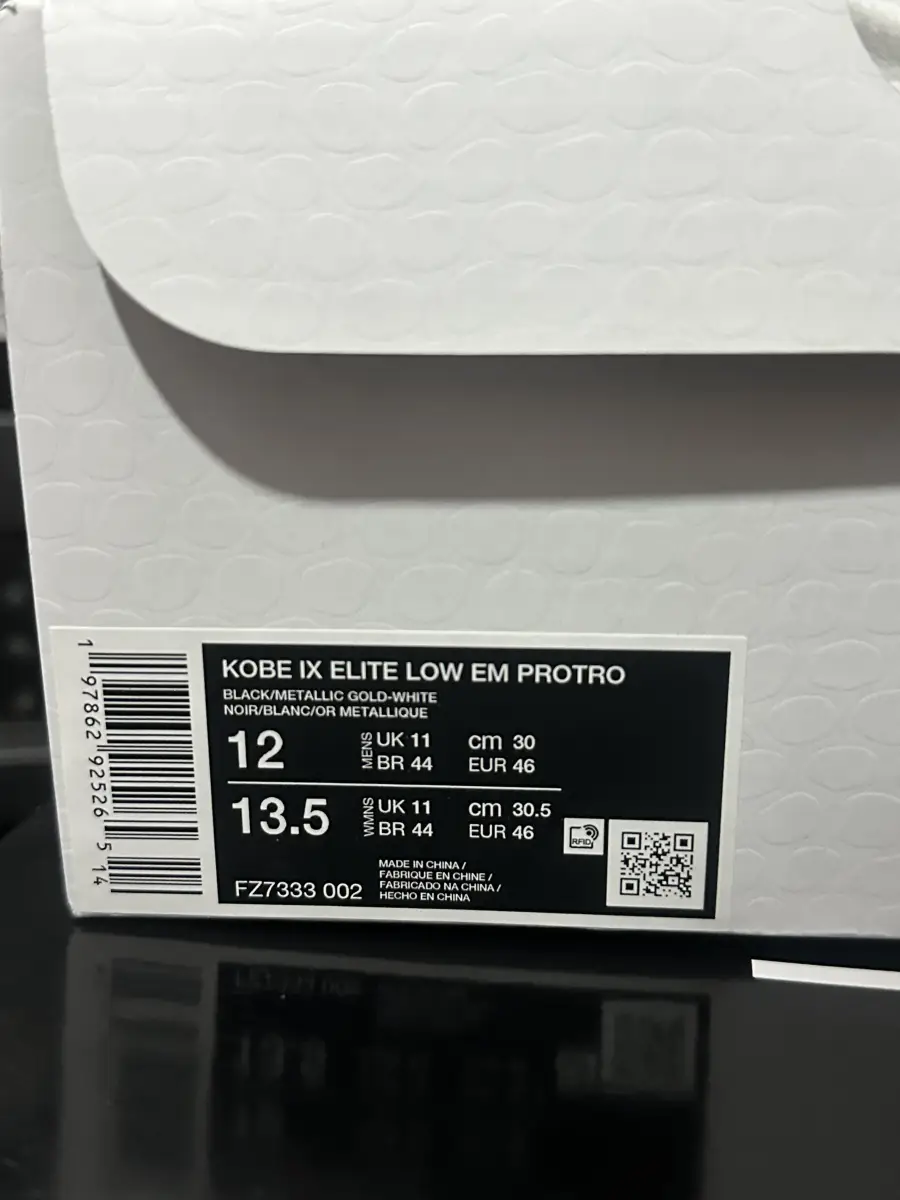 KOBE IX ELITE LOW EM PROTRO
BLACK/METALLIC GOLD-WHITE
NOIR/BLANC/OR METALLIQUE
12 MENS UK 11 cm 30
BR 44 EUR 46
13.5 WMNS UK 11 cm 30.5
BR 44 EUR 46
RFID
FZ7333 002
MADE IN CHINA /
FABRIQUE EN CHINE /
FABRICADO NA CHINA /
HECHO EN CHINA
1 97862 92526 5 14